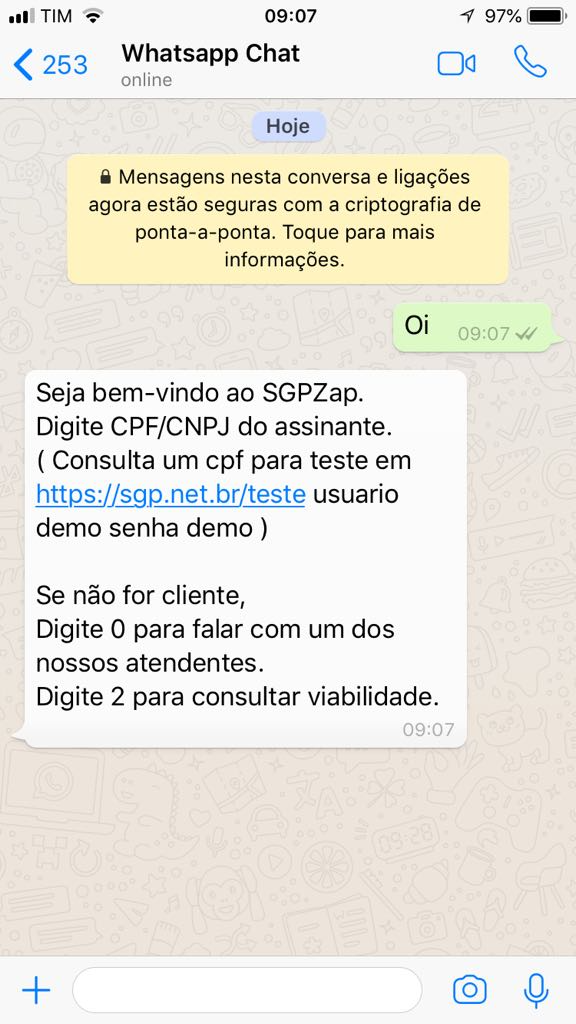 TIM 09:07 97%
253 Whatsapp Chat
online
Hoje
Mensagens nesta conversa e ligações
agora estão seguras com a criptografia de
ponta-a-ponta. Toque para mais
informações.
Oi 09:07
Seja bem-vindo ao SGPZap.
Digite CPF/CNPJ do assinante.
( Consulta um cpf para teste em
https://sgp.net.br/teste usuario
demo senha demo )
Se não for cliente,
Digite 0 para falar com um dos
nossos atendentes.
Digite 2 para consultar viabilidade.
09:07